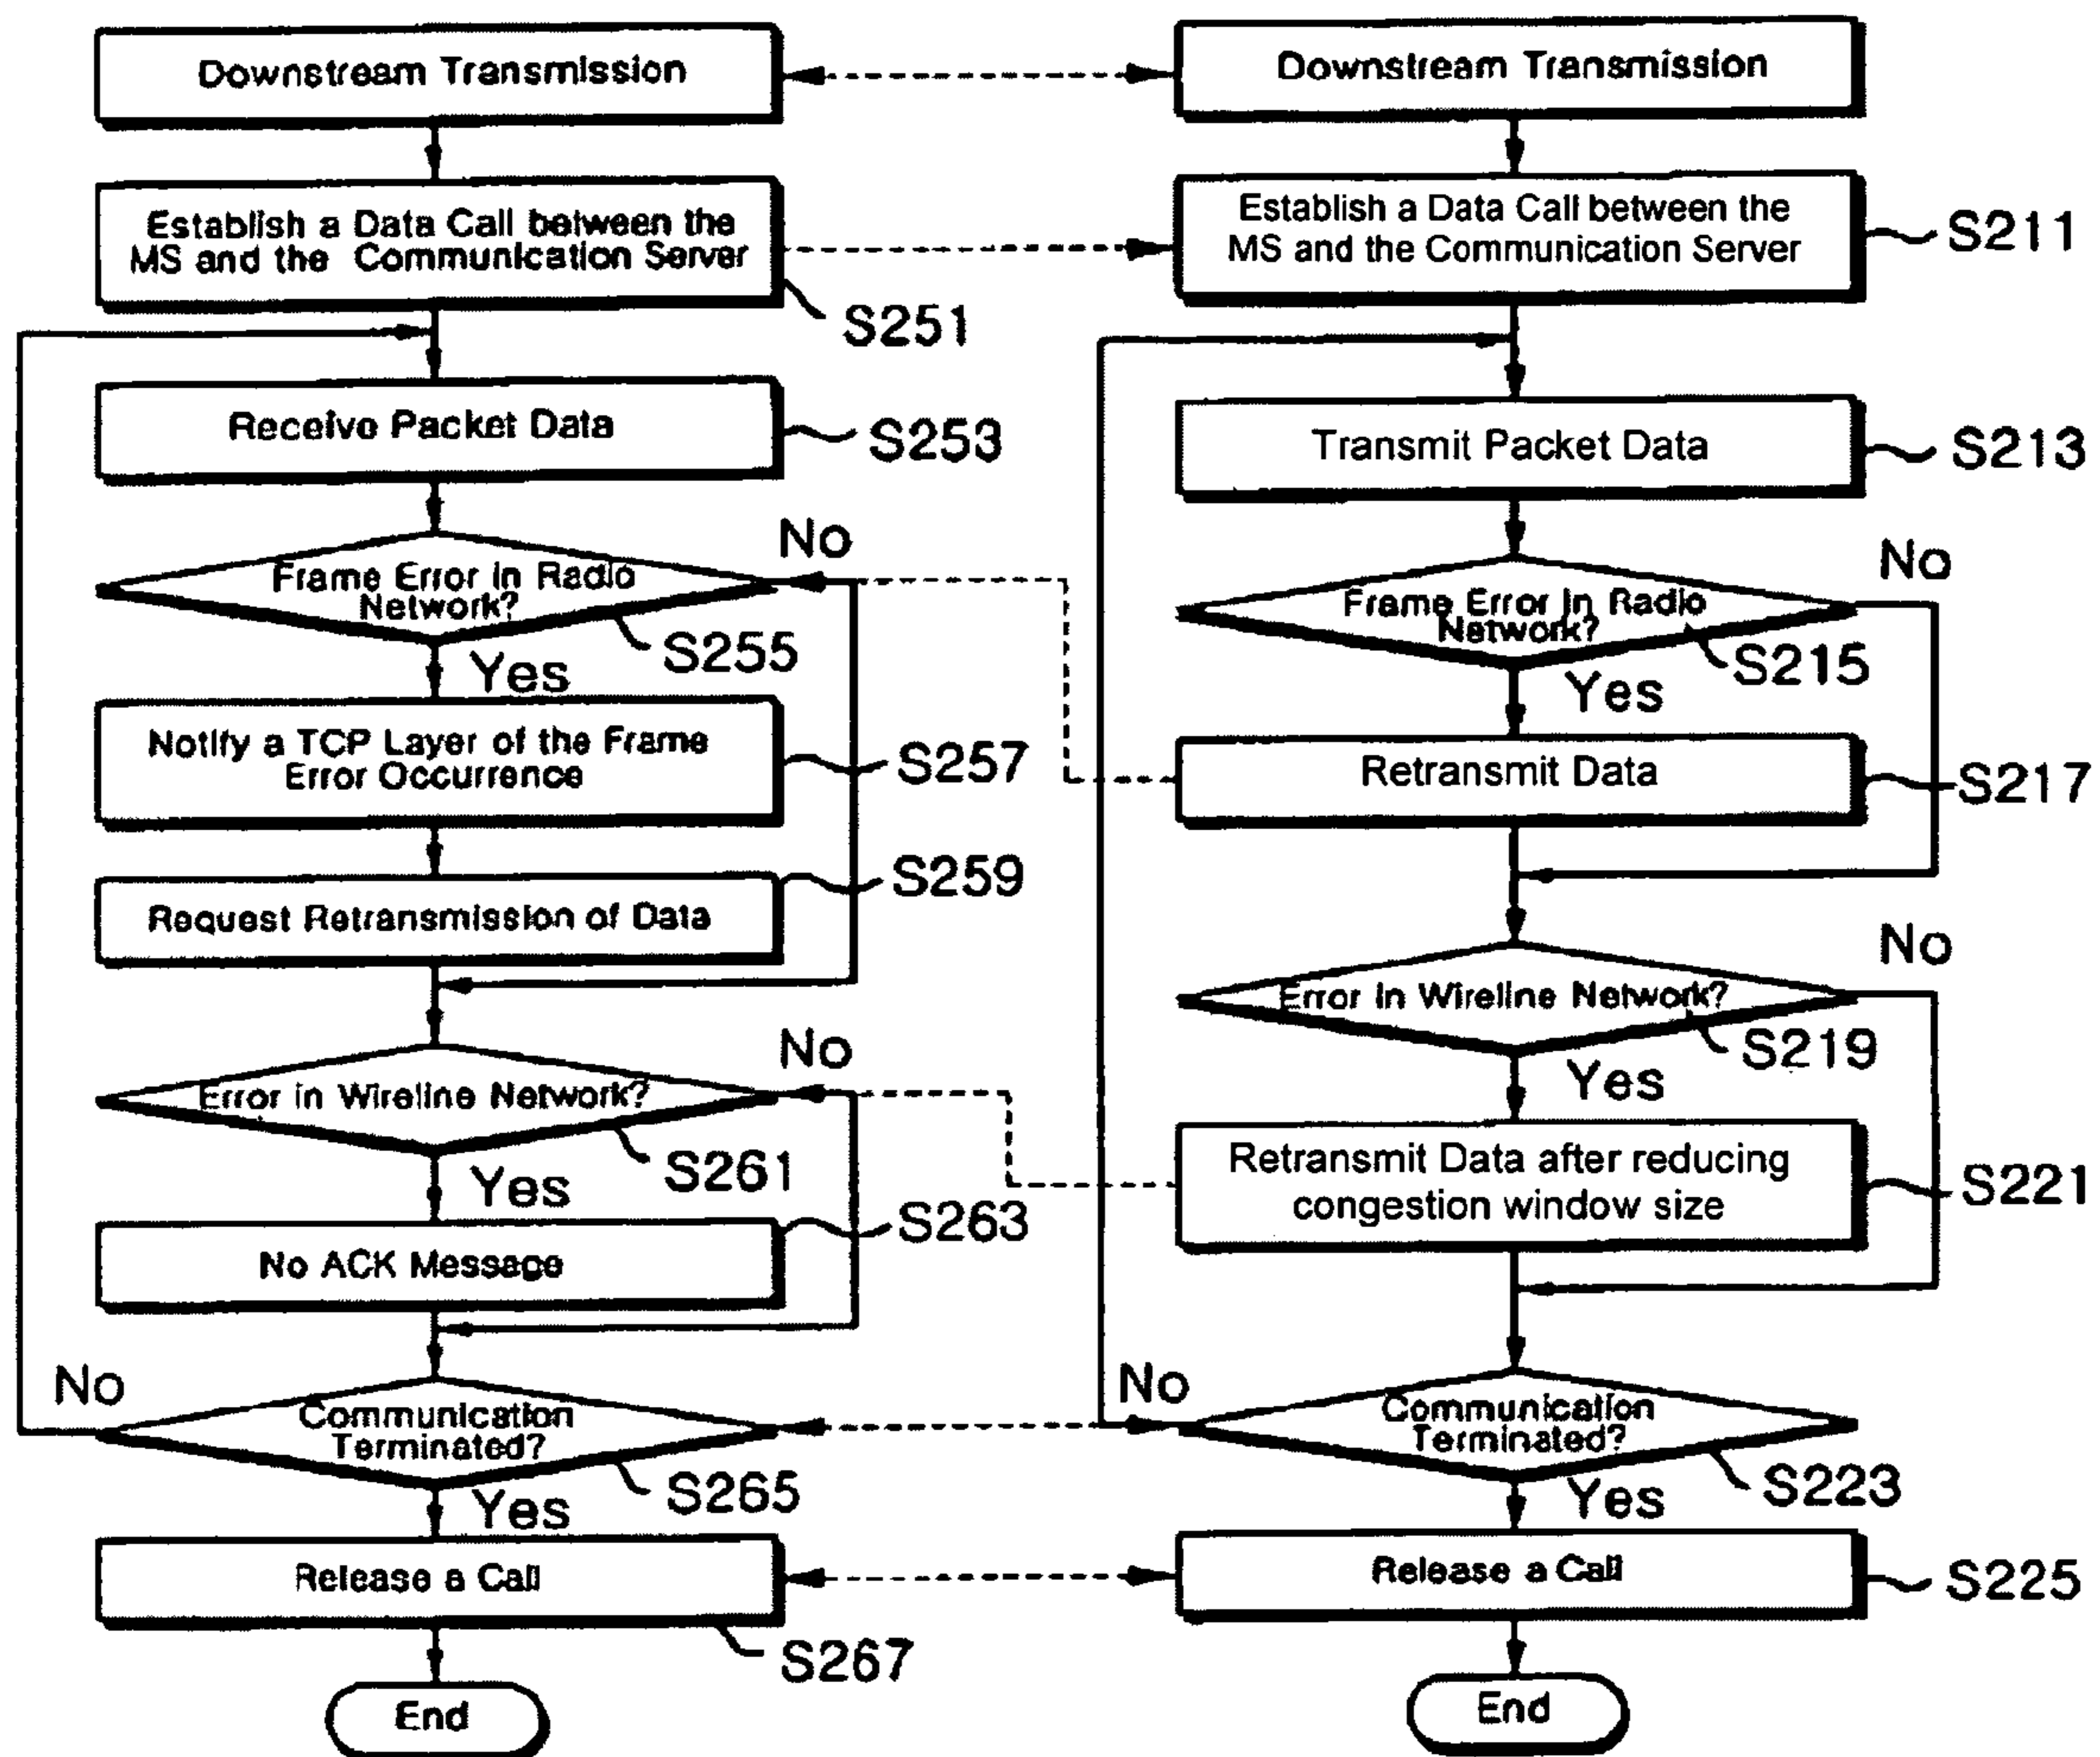 Downstream Transmission
Establish a Data Call between the
MS and the Communication Server
S251
Receive Packet Data
S253
No
Frame Error in Radio
Network?
S255
Yes
Notify a TCP Layer of the Frame
Error Occurrence
S257
S259
Request Retransmission of Data
No
Error in Wireline Network?
S261
Yes
S263
No ACK Message
No
Communication
Terminated?
S265
Yes
Release a Call
S267
End
Downstream Transmission
Establish a Data Call between the
MS and the Communication Server
S211
Transmit Packet Data
S213
No
Frame Error in Radio
Network?
S215
Yes
Retransmit Data
S217
No
Error in Wireline Network?
S219
Yes
Retransmit Data after reducing
congestion window size
S221
No
Communication
Terminated?
S223
Yes
Release a Call
S225
End